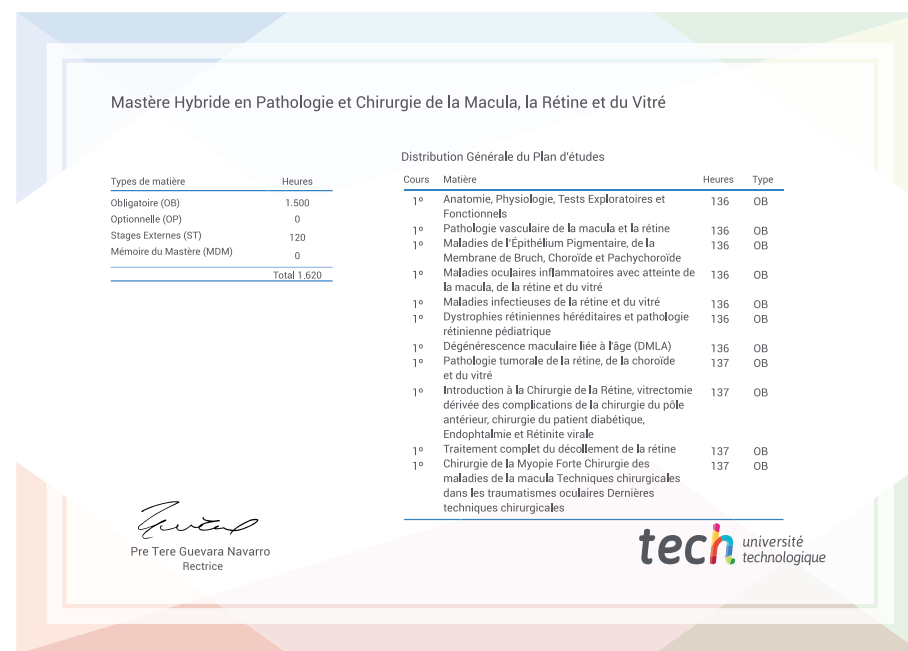 Mastère Hybride en Pathologie et Chirurgie de la Macula, la Rétine et du Vitré
Types de matière Heures
Obligatoire (OB) 1.500
Optionnelle (OP) 0
Stages Externes (ST) 120
Mémoire du Mastère (MDM) 0
Total 1.620
Distribution Générale du Plan d'études
Cours Matière Heures Type
1º Anatomie, Physiologie, Tests Exploratoires et 136 OB
Fonctionnels
1º Pathologie vasculaire de la macula et la rétine 136 OB
1º Maladies de l'Épithélium Pigmentaire, de la 136 OB
Membrane de Bruch, Choroïde et Pachychoroïde
1º Maladies oculaires inflammatoires avec atteinte de 136 OB
la macula, de la rétine et du vitré
1º Maladies infectieuses de la rétine et du vitré 136 OB
1º Dystrophies rétiniennes héréditaires et pathologie 136 OB
rétinienne pédiatrique
1º Dégénérescence maculaire liée à l'âge (DMLA) 136 OB
1º Pathologie tumorale de la rétine, de la choroïde 137 OB
et du vitré
1º Introduction à la Chirurgie de la Rétine, vitrectomie 137 OB
dérivée des complications de la chirurgie du pôle
antérieur, chirurgie du patient diabétique,
Endophtalmie et Rétinite virale
1º Traitement complet du décollement de la rétine 137 OB
1º Chirurgie de la Myopie Forte Chirurgie des 137 OB
maladies de la macula Techniques chirurgicales
dans les traumatismes oculaires Dernières
techniques chirurgicales
Pre Tere Guevara Navarro
Rectrice
tech université
technologique